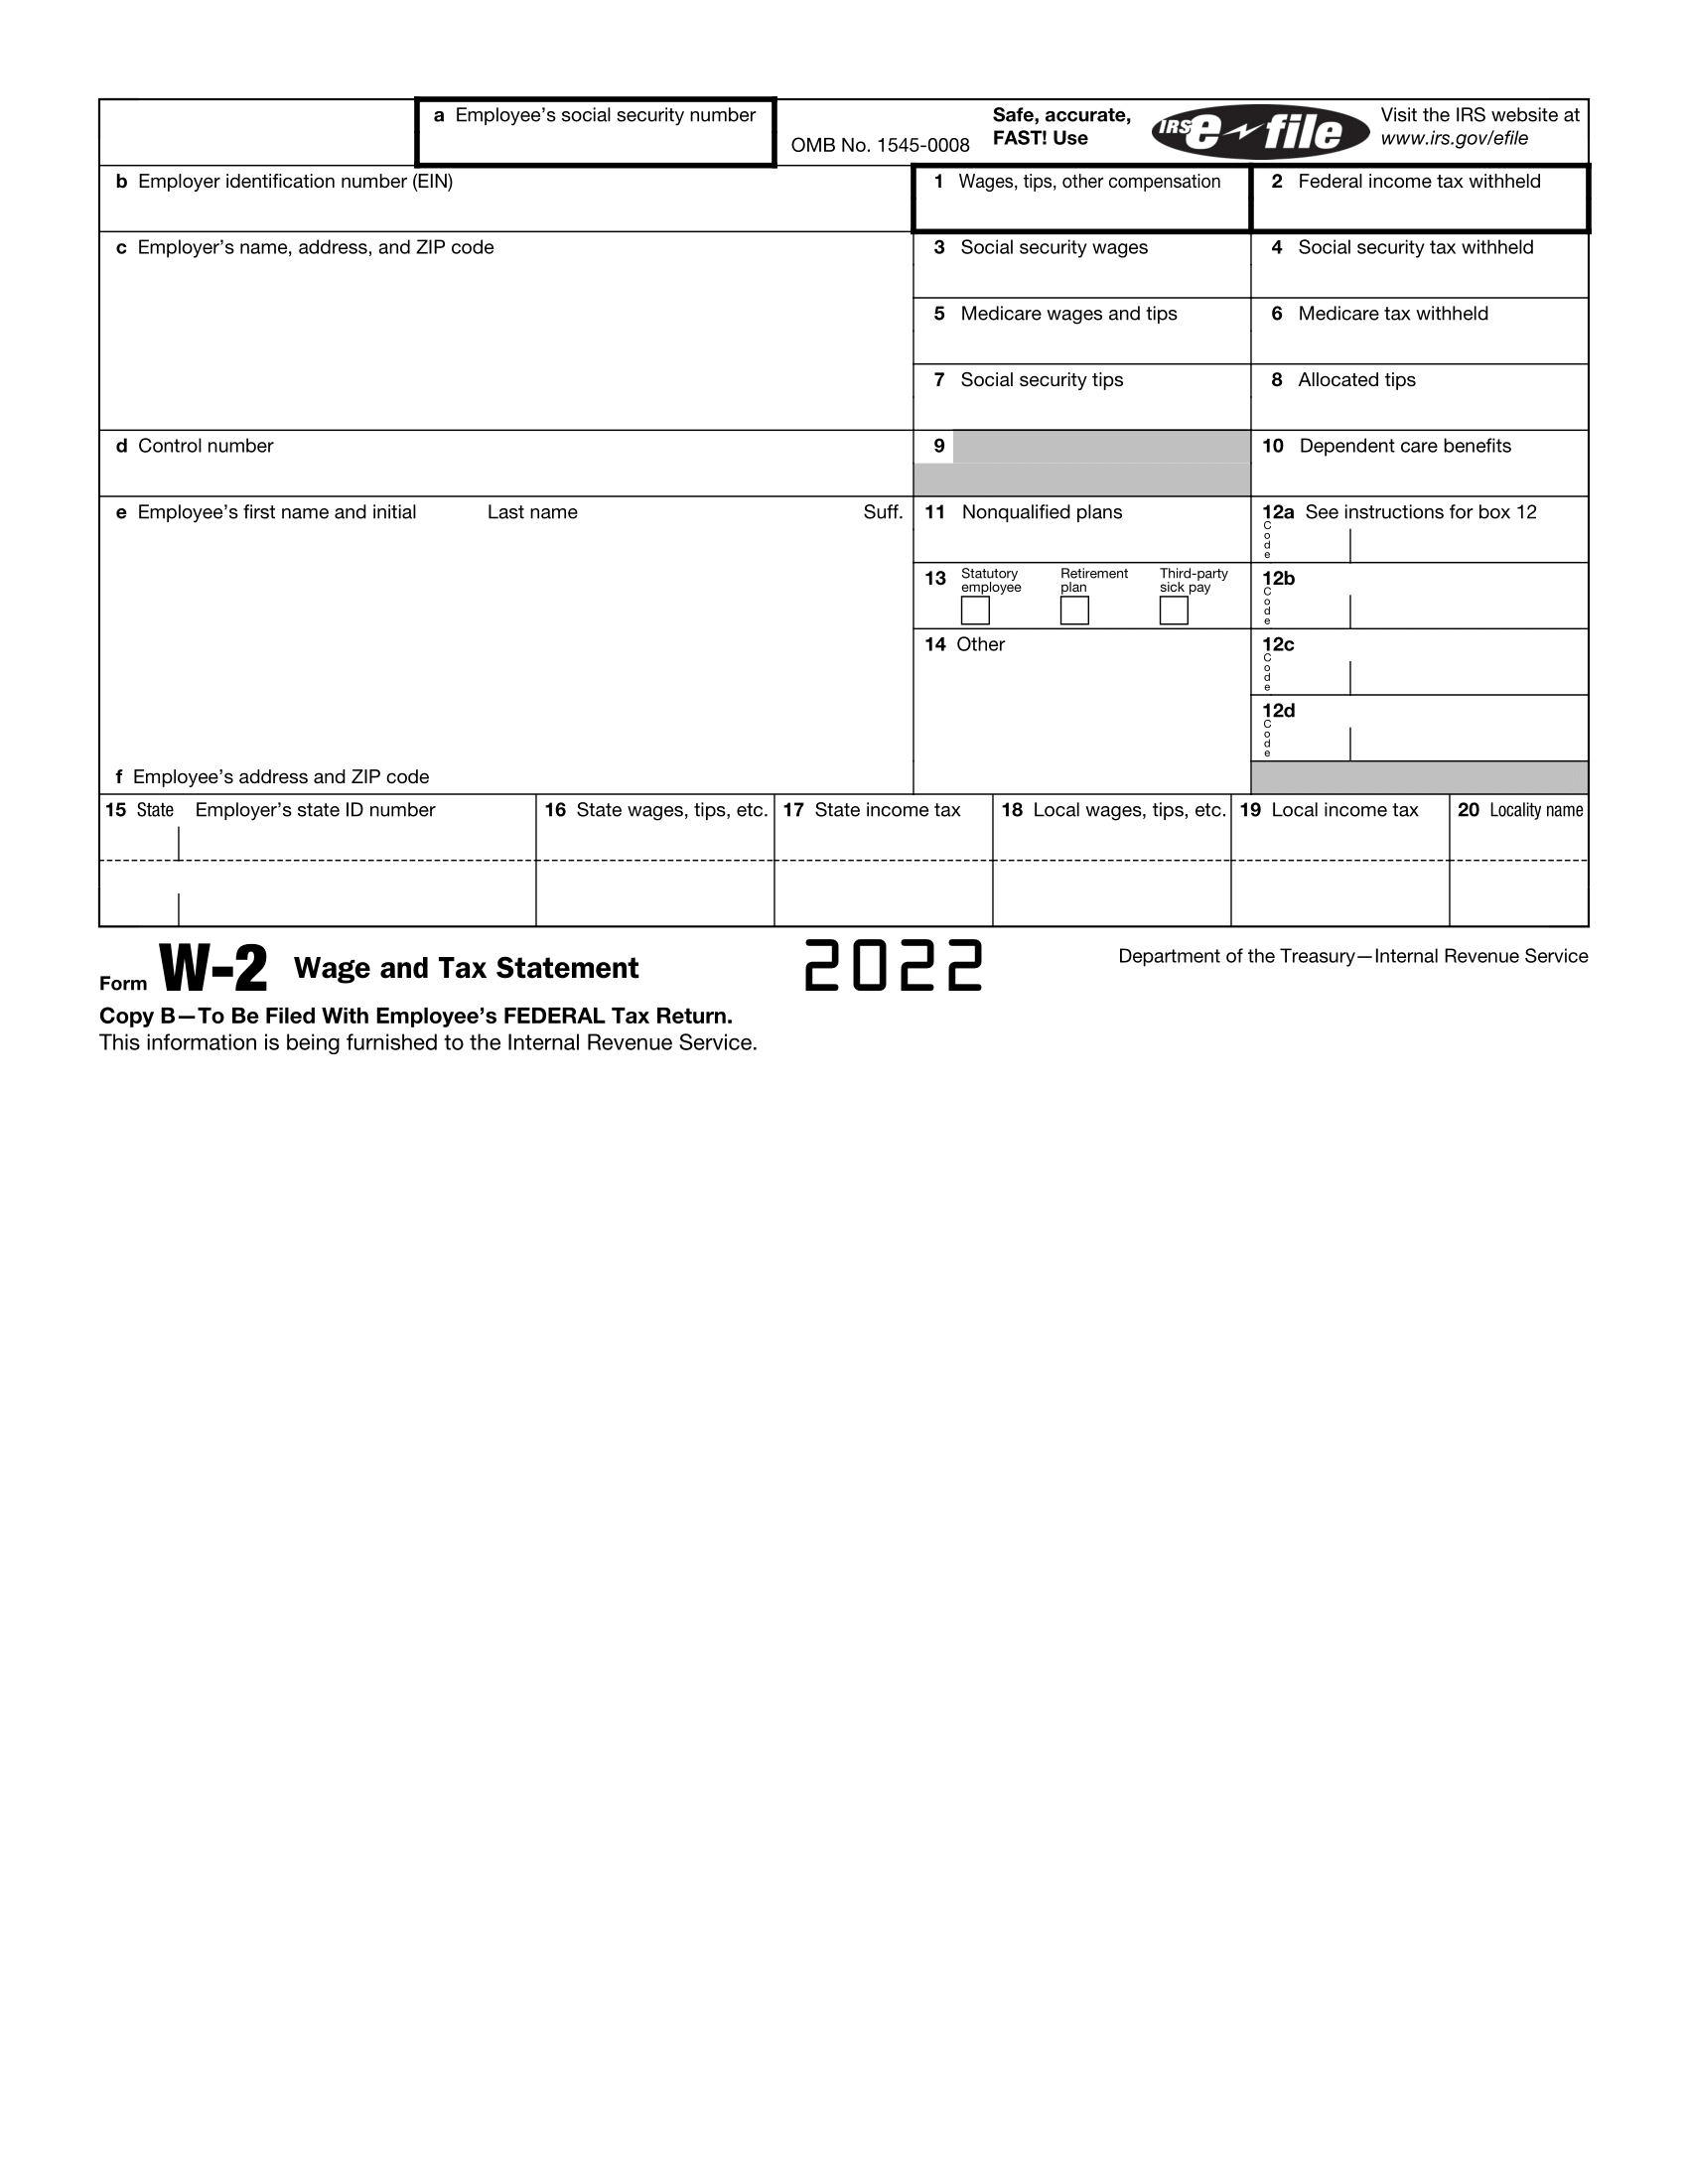 a Employee's social security number
OMB No. 1545-0008
Safe, accurate,
FAST! Use
IRS e file
Visit the IRS website at
www.irs.gov/efile
b Employer identification number (EIN)
1 Wages, tips, other compensation
2 Federal income tax withheld
c Employer's name, address, and ZIP code
3 Social security wages
4 Social security tax withheld
5 Medicare wages and tips
6 Medicare tax withheld
7 Social security tips
8 Allocated tips
d Control number
9
10 Dependent care benefits
e Employee's first name and initial Last name Suff.
11 Nonqualified plans
12a See instructions for box 12
Code
13 Statutory employee Retirement plan Third-party sick pay
12b
Code
14 Other
12c
Code
12d
Code
f Employee's address and ZIP code
15 State Employer's state ID number
16 State wages, tips, etc.
17 State income tax
18 Local wages, tips, etc.
19 Local income tax
20 Locality name
Form W-2 Wage and Tax Statement
2022
Department of the Treasury—Internal Revenue Service
Copy B—To Be Filed With Employee's FEDERAL Tax Return.
This information is being furnished to the Internal Revenue Service.